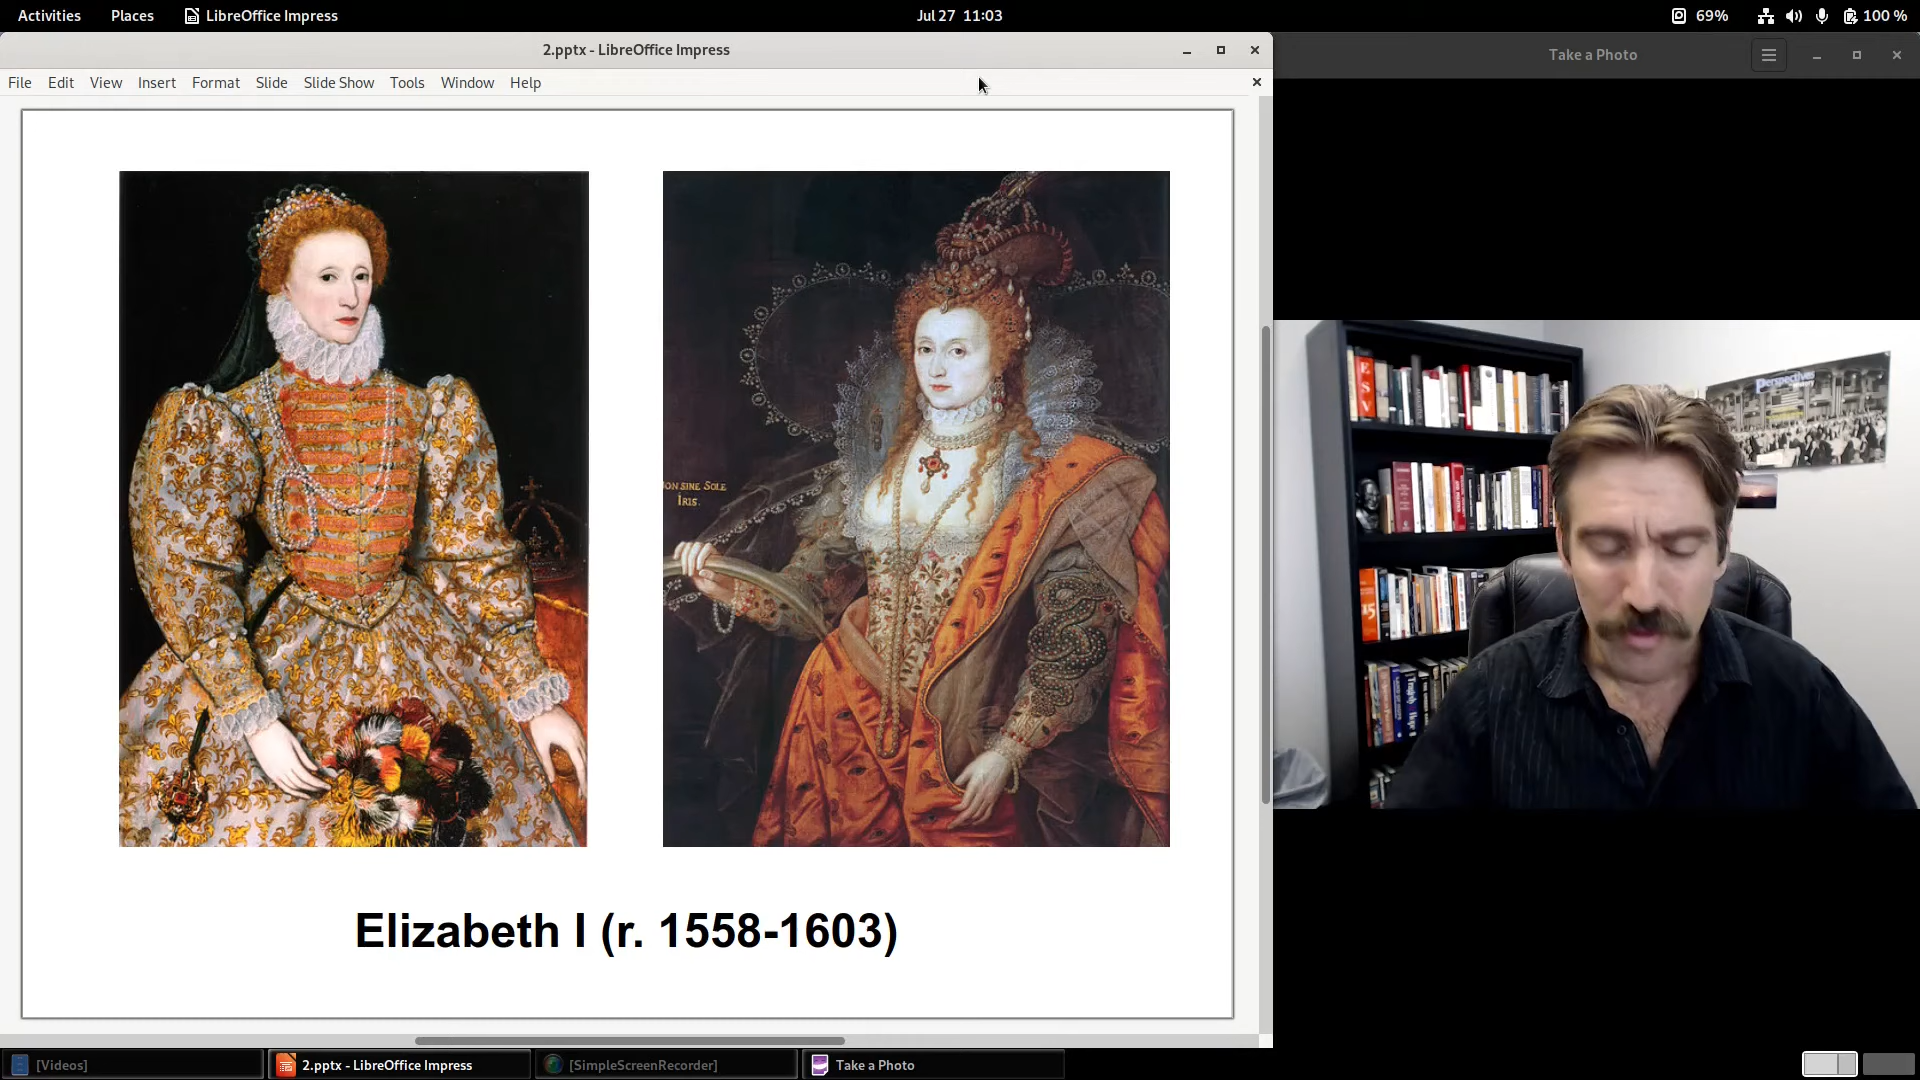 Activities Places LibreOffice Impress Jul 27 11:03 69% 100 %
2.pptx - LibreOffice Impress
Take a Photo
File Edit View Insert Format Slide Slide Show Tools Window Help
ON SINE SOLE
IRIS.
Elizabeth I (r. 1558-1603)
ESV
Perspectives
[Videos] 2.pptx - LibreOffice Impress [SimpleScreenRecorder] Take a Photo